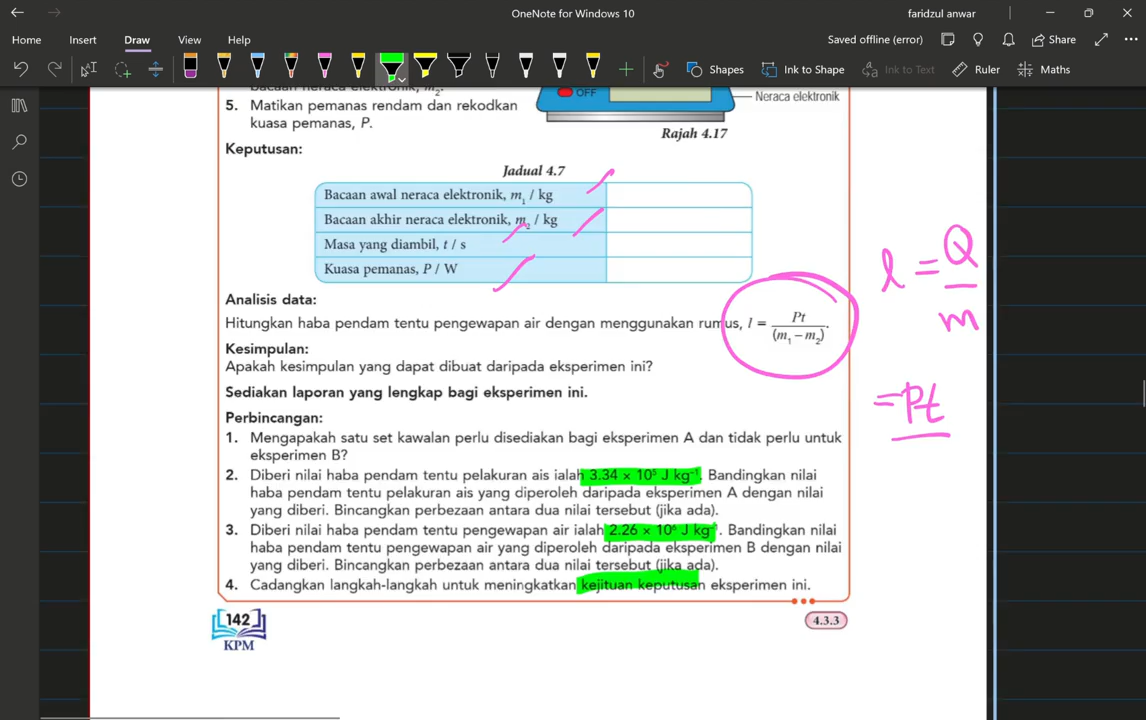 OneNote for Windows 10
faridzul anwar
Home Insert Draw View Help
Saved offline (error) Share
Shapes Ink to Shape Ink to Text Ruler Maths
Bacaan neraca elektronik, m₂.
5. Matikan pemanas rendam dan rekodkan
kuasa pemanas, P.
OFF
Neraca elektronik
Rajah 4.17
Keputusan:
Jadual 4.7
Bacaan awal neraca elektronik, m₁ / kg
Bacaan akhir neraca elektronik, m₂ / kg
Masa yang diambil, t / s
Kuasa pemanas, P / W
l = Q/m
Analisis data:
Hitungkan haba pendam tentu pengewapan air dengan menggunakan rumus, l = Pt/(m₁ – m₂).
Kesimpulan:
Apakah kesimpulan yang dapat dibuat daripada eksperimen ini?
Sediakan laporan yang lengkap bagi eksperimen ini.
= Pt
Perbincangan:
1. Mengapakah satu set kawalan perlu disediakan bagi eksperimen A dan tidak perlu untuk
eksperimen B?
2. Diberi nilai haba pendam tentu pelakuran ais ialah 3.34 × 10⁵ J kg⁻¹. Bandingkan nilai
haba pendam tentu pelakuran ais yang diperoleh daripada eksperimen A dengan nilai
yang diberi. Bincangkan perbezaan antara dua nilai tersebut (jika ada).
3. Diberi nilai haba pendam tentu pengewapan air ialah 2.26 × 10⁶ J kg⁻¹. Bandingkan nilai
haba pendam tentu pengewapan air yang diperoleh daripada eksperimen B dengan nilai
yang diberi. Bincangkan perbezaan antara dua nilai tersebut (jika ada).
4. Cadangkan langkah-langkah untuk meningkatkan kejituan keputusan eksperimen ini.
142
KPM
4.3.3